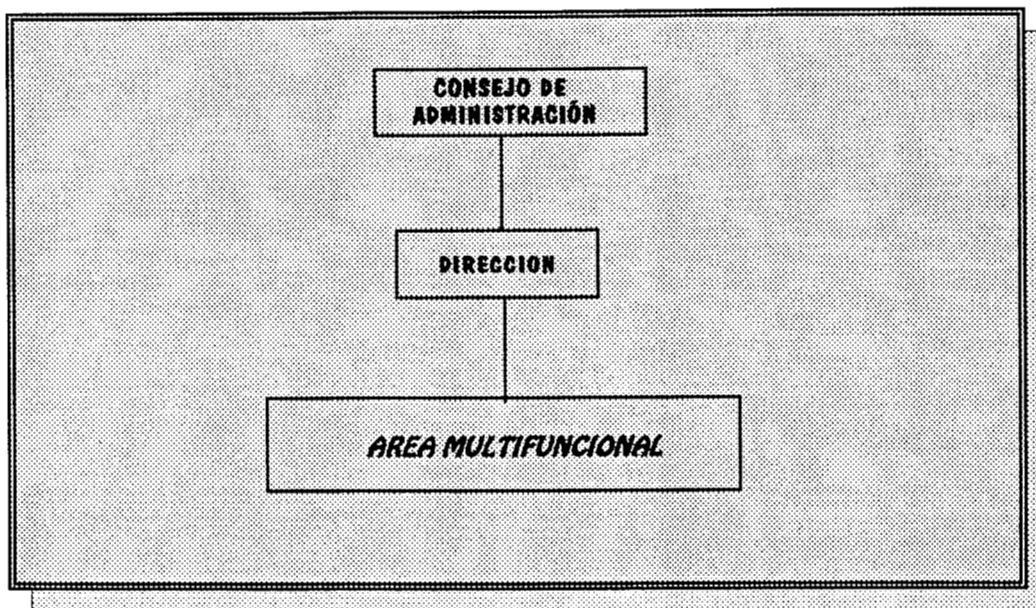 CONSEJO DE
ADMINISTRACIÓN
DIRECCION
AREA MULTIFUNCIONAL